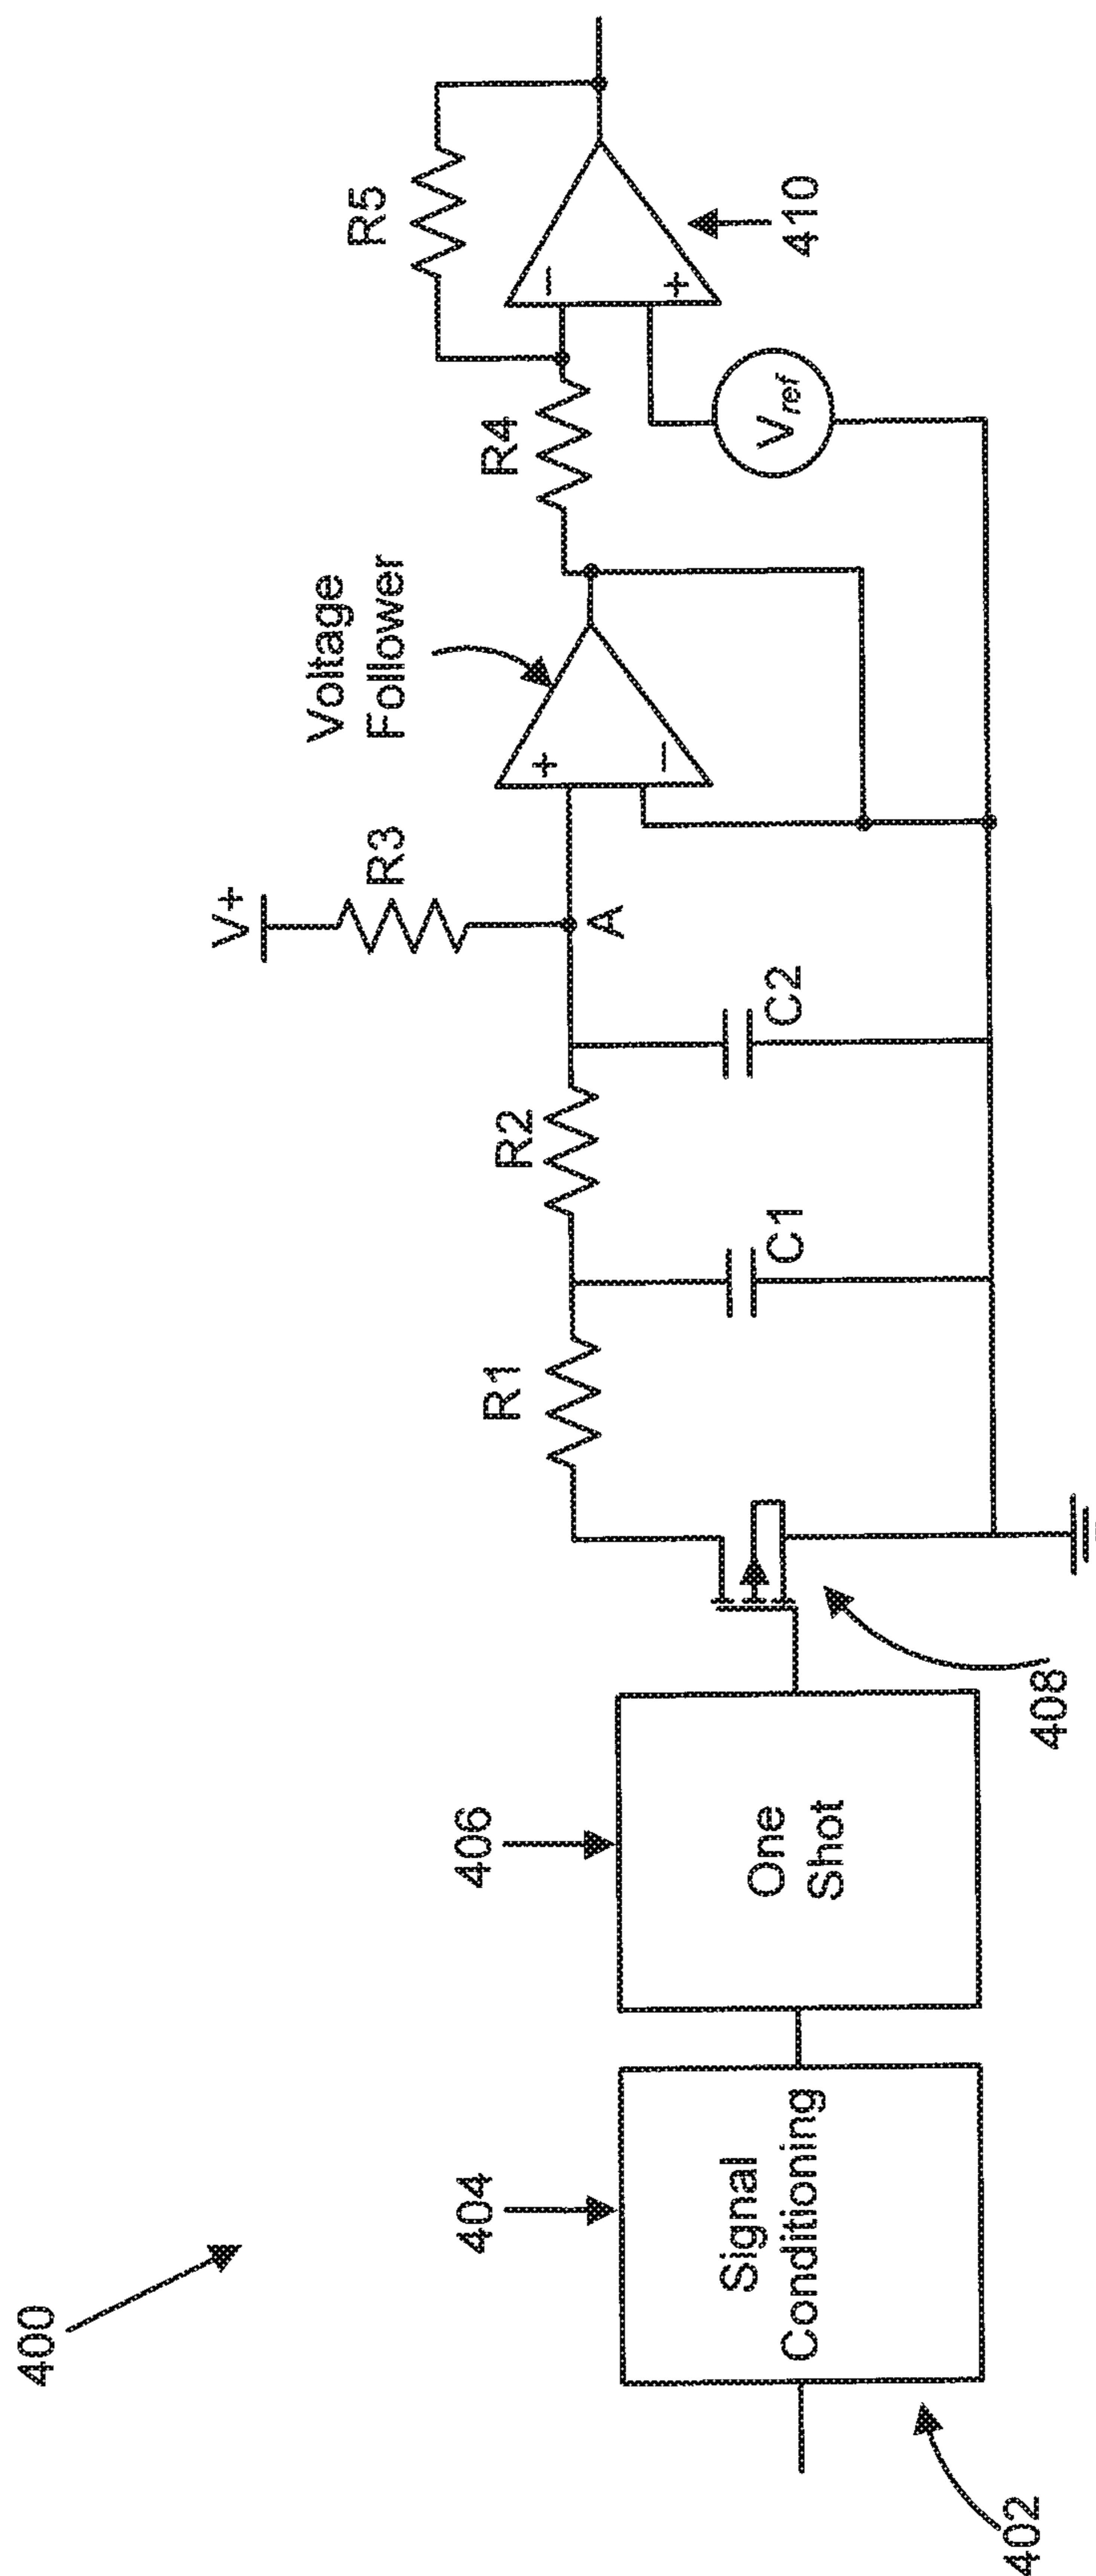 400
402
404
Signal
Conditioning
406
One
Shot
408
R1
C1
R2
C2
V+
R3
A
Voltage
Follower
+
−
R4
R5
−
+
Vref
410